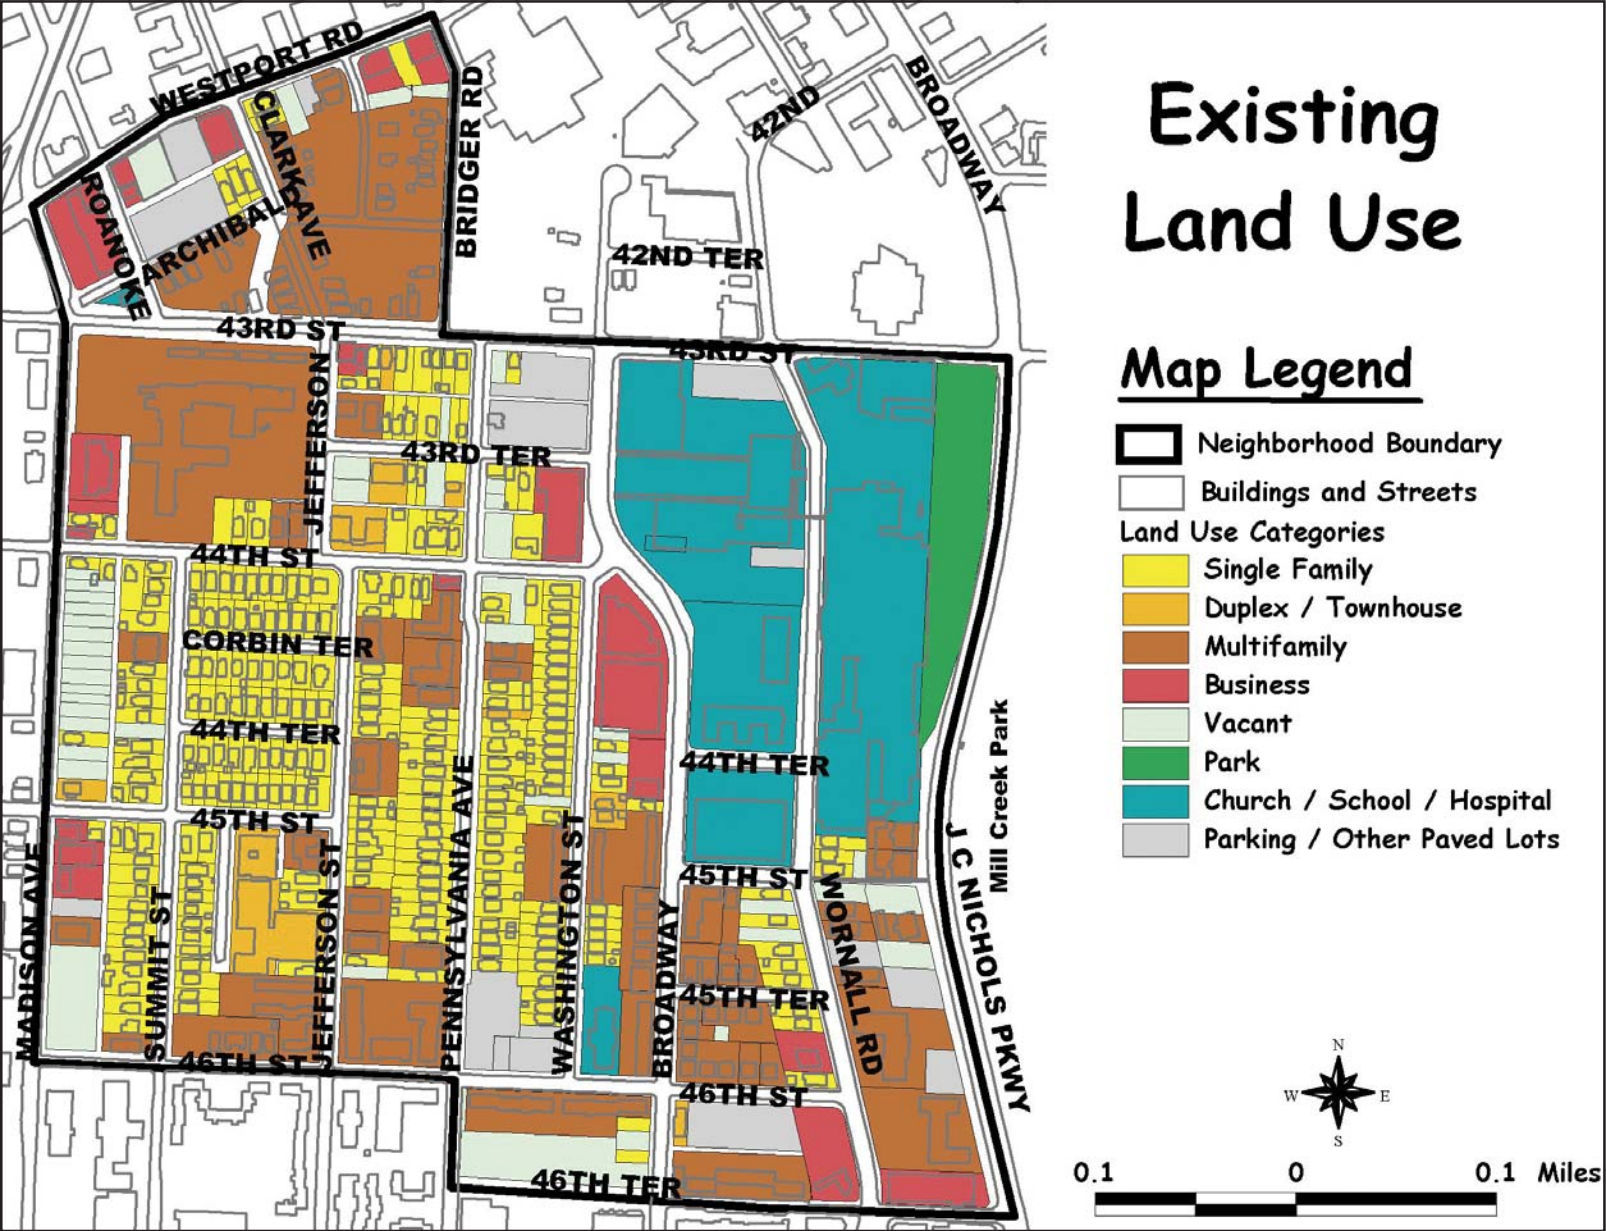 Existing
Land Use
Map Legend
Neighborhood Boundary
Buildings and Streets
Land Use Categories
Single Family
Duplex / Townhouse
Multifamily
Business
Vacant
Park
Church / School / Hospital
Parking / Other Paved Lots
N
W E
S
0.1 0 0.1 Miles
WESTPORT RD
CLARK AVE
BRIDGER RD
ROANOKE
ARCHIBALD
42ND
BROADWAY
42ND TER
43RD ST
43RD ST
JEFFERSON
43RD TER
44TH ST
CORBIN TER
44TH TER
44TH TER
45TH ST
45TH ST
MADISON AVE
SUMMIT ST
JEFFERSON ST
PENNSYLVANIA AVE
WASHINGTON ST
BROADWAY
WORNALL RD
J C NICHOLS PKWY
Mill Creek Park
45TH TER
46TH ST
46TH ST
46TH TER